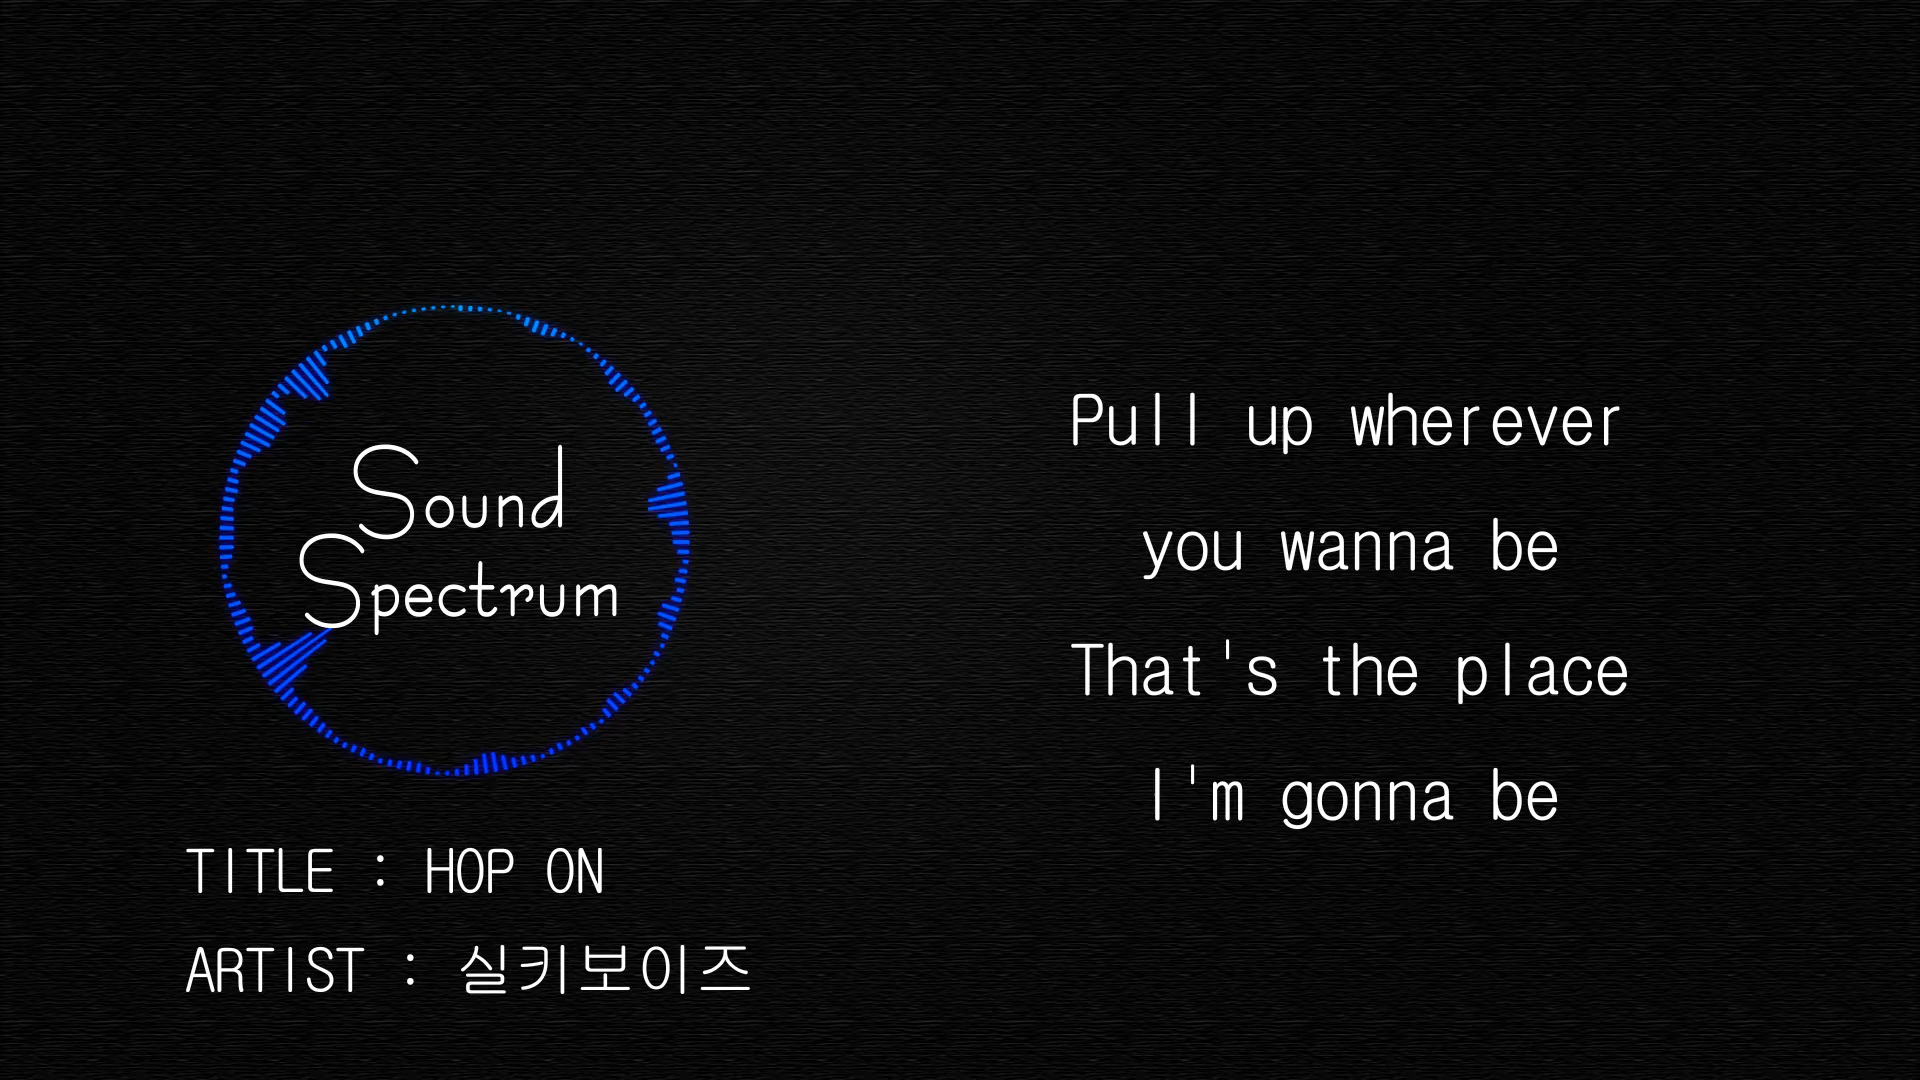 Sound
Spectrum
TITLE : HOP ON
ARTIST : 실키보이즈
Pull up wherever
you wanna be
That's the place
I'm gonna be